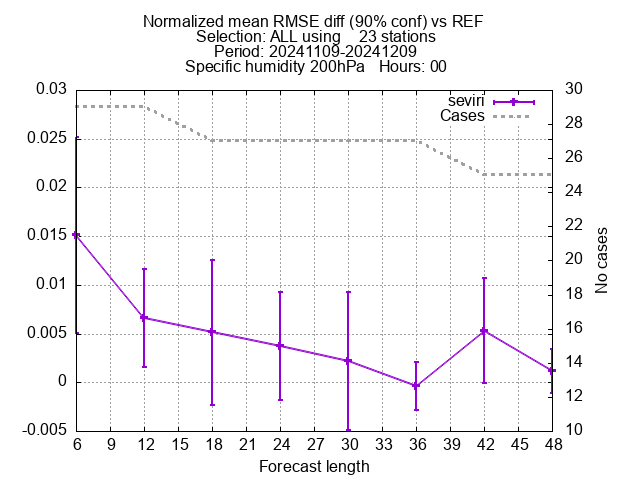 Normalized mean RMSE diff (90% conf) vs REF
Selection: ALL using    23 stations
Period: 20241109-20241209
Specific humidity 200hPa   Hours: 00
0.03
0.025
0.02
0.015
0.01
0.005
0
-0.005
seviri
Cases
30
28
26
24
22
20
18
16
14
12
10
No cases
6 9 12 15 18 21 24 27 30 33 36 39 42 45 48
Forecast length